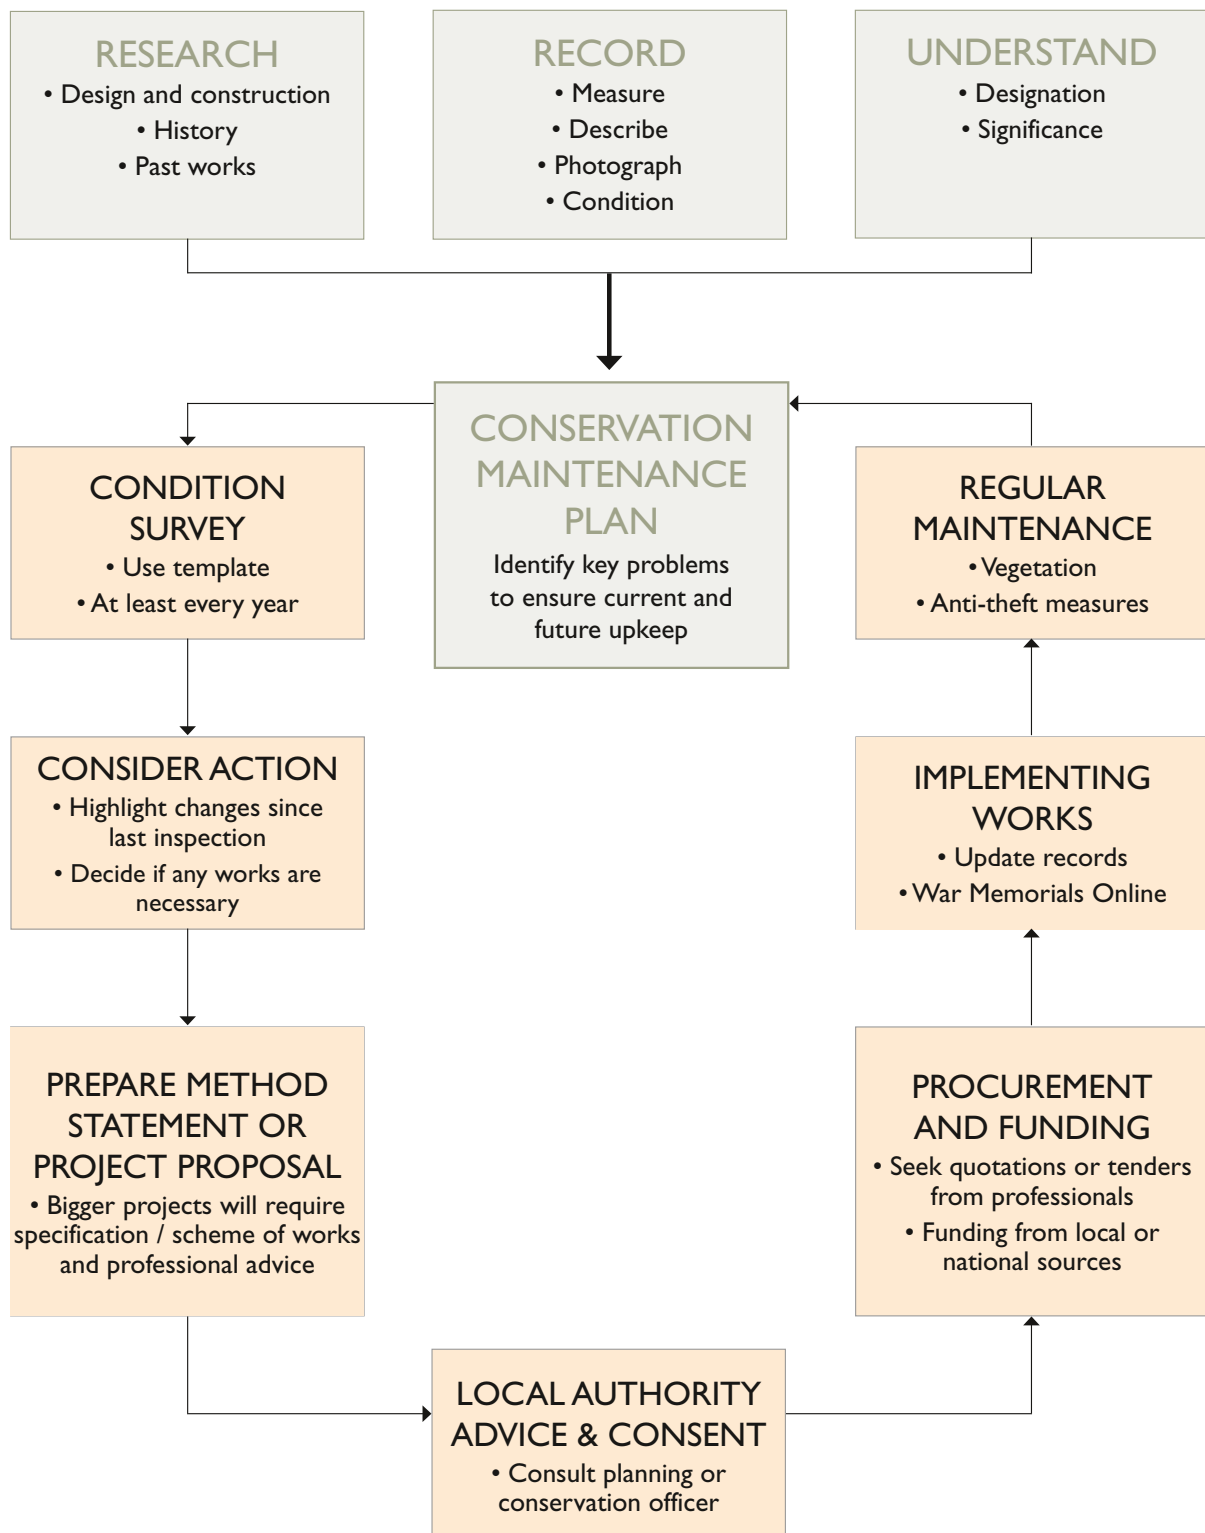 RESEARCH
• Design and construction
• History
• Past works
RECORD
• Measure
• Describe
• Photograph
• Condition
UNDERSTAND
• Designation
• Significance
CONSERVATION
MAINTENANCE
PLAN
Identify key problems
to ensure current and
future upkeep
CONDITION
SURVEY
• Use template
• At least every year
CONSIDER ACTION
• Highlight changes since
last inspection
• Decide if any works are
necessary
PREPARE METHOD
STATEMENT OR
PROJECT PROPOSAL
• Bigger projects will require
specification / scheme of works
and professional advice
LOCAL AUTHORITY
ADVICE & CONSENT
• Consult planning or
conservation officer
PROCUREMENT
AND FUNDING
• Seek quotations or tenders
from professionals
• Funding from local or
national sources
IMPLEMENTING
WORKS
• Update records
• War Memorials Online
REGULAR
MAINTENANCE
• Vegetation
• Anti-theft measures